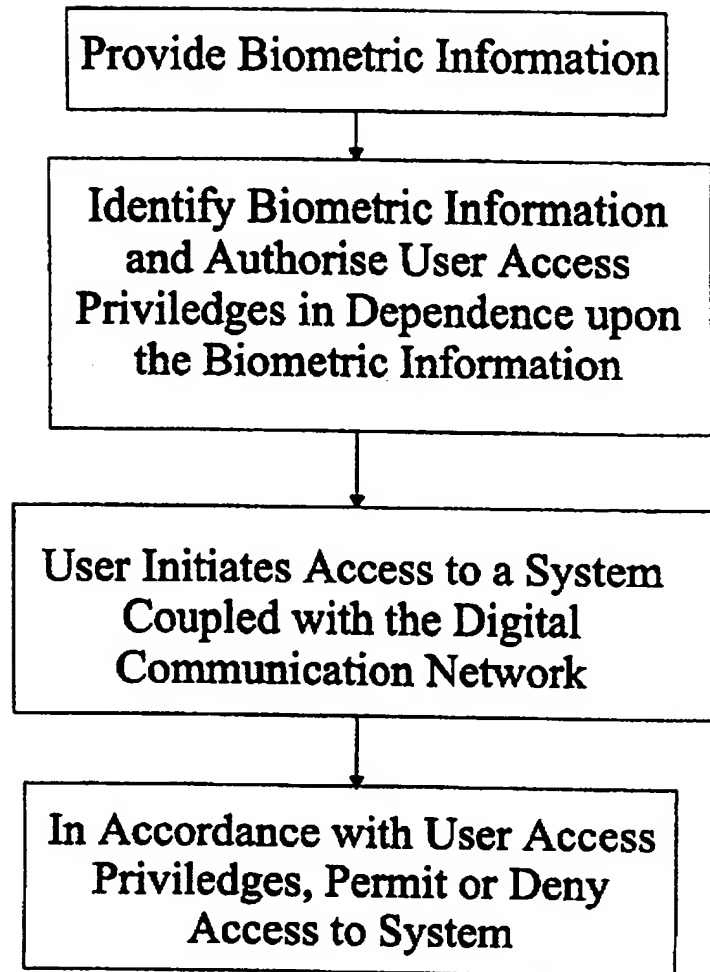 Provide Biometric Information
Identify Biometric Information
and Authorise User Access
Priviledges in Dependence upon
the Biometric Information
User Initiates Access to a System
Coupled with the Digital
Communication Network
In Accordance with User Access
Priviledges, Permit or Deny
Access to System